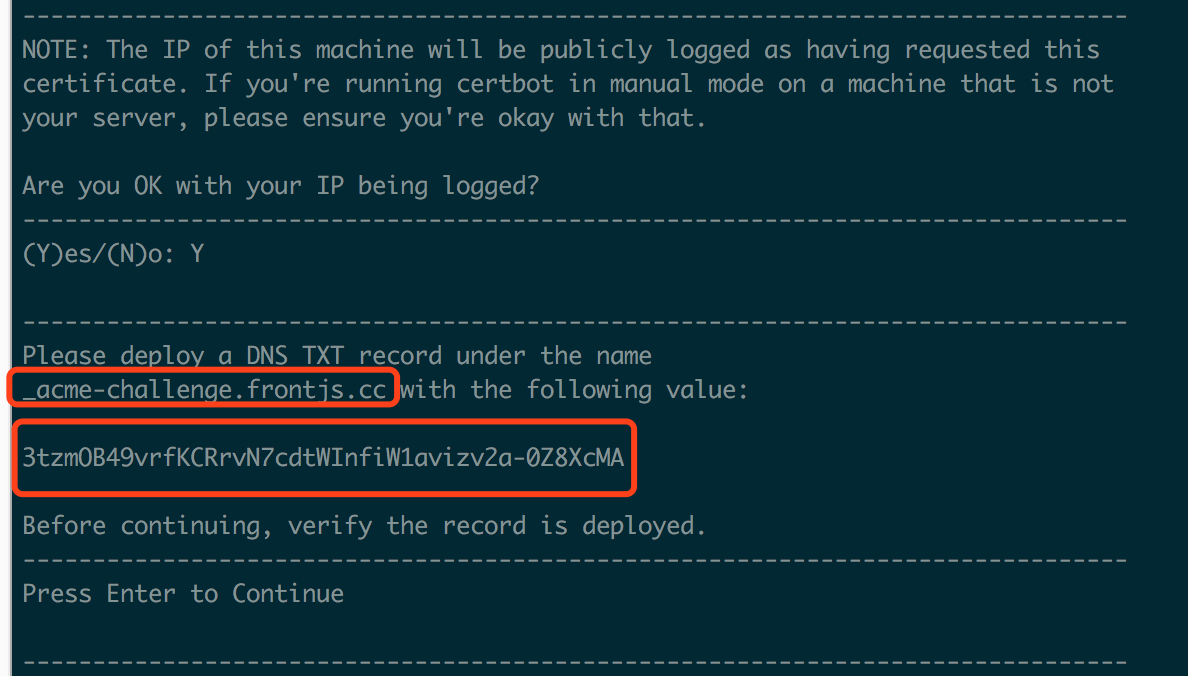 -------------------------------------------------------------------------------
NOTE: The IP of this machine will be publicly logged as having requested this
certificate. If you're running certbot in manual mode on a machine that is not
your server, please ensure you're okay with that.
Are you OK with your IP being logged?
-------------------------------------------------------------------------------
(Y)es/(N)o: Y
-------------------------------------------------------------------------------
Please deploy a DNS TXT record under the name
_acme-challenge.frontjs.cc with the following value:
3tzmOB49vrfKCRrvN7cdtWInfiW1avizv2a-0Z8XcMA
Before continuing, verify the record is deployed.
-------------------------------------------------------------------------------
Press Enter to Continue
-------------------------------------------------------------------------------